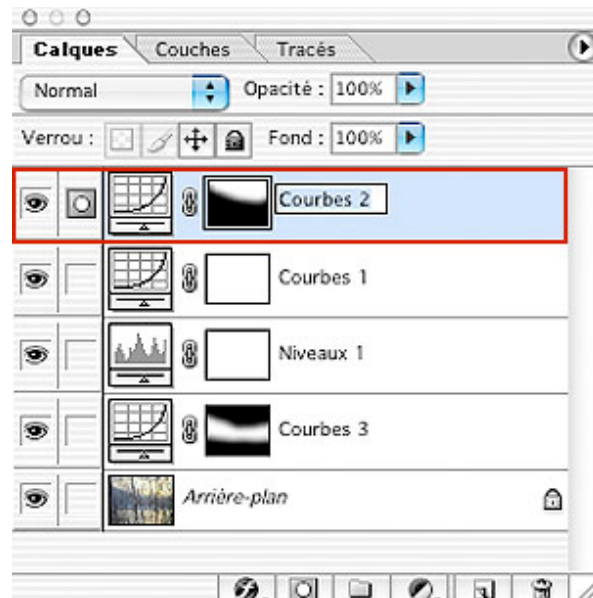 Calques Couches Tracés
Normal Opacité : 100%
Verrou : Fond : 100%
Courbes 2
Courbes 1
Niveaux 1
Courbes 3
Arrière-plan